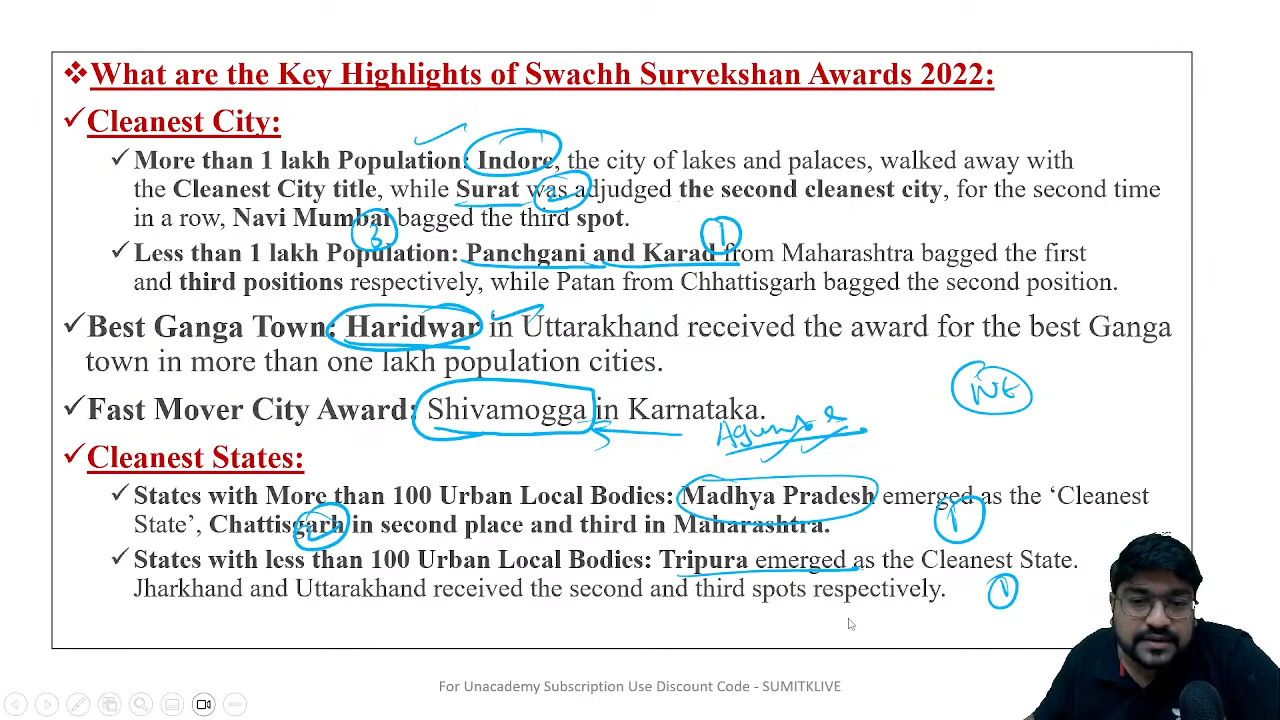 ❖What are the Key Highlights of Swachh Survekshan Awards 2022:
✓Cleanest City:
✓More than 1 lakh Population: Indore, the city of lakes and palaces, walked away with
the Cleanest City title, while Surat was adjudged the second cleanest city, for the second time
in a row, Navi Mumbai bagged the third spot.
✓Less than 1 lakh Population: Panchgani and Karad from Maharashtra bagged the first
and third positions respectively, while Patan from Chhattisgarh bagged the second position.
✓Best Ganga Town: Haridwar in Uttarakhand received the award for the best Ganga
town in more than one lakh population cities.
✓Fast Mover City Award: Shivamogga in Karnataka.
✓Cleanest States:
✓States with More than 100 Urban Local Bodies: Madhya Pradesh emerged as the ‘Cleanest
State’, Chattisgarh in second place and third in Maharashtra.
✓States with less than 100 Urban Local Bodies: Tripura emerged as the Cleanest State.
Jharkhand and Uttarakhand received the second and third spots respectively.
2
3
1
NE
2
1
1
For Unacademy Subscription Use Discount Code - SUMITKLIVE